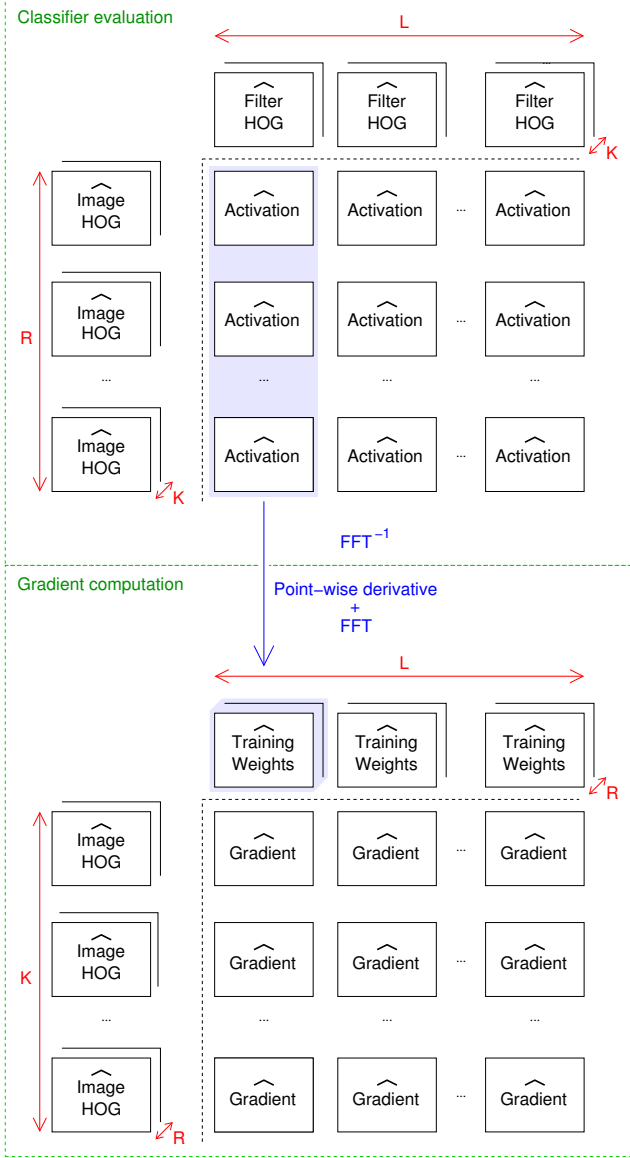 Classifier evaluation
L
...
Filter Filter Filter
HOG HOG HOG
K
Image
HOG
Activation Activation ... Activation
R
Image
HOG
Activation Activation ... Activation
... ... ... ...
Image
HOG
Activation Activation ... Activation
K
FFT⁻¹
Gradient computation
Point-wise derivative
+
FFT
L
Training Training Training
Weights Weights Weights
R
Image
HOG
Gradient Gradient ... Gradient
K
Image
HOG
Gradient Gradient ... Gradient
... ... ... ...
Image
HOG
Gradient Gradient ... Gradient
R